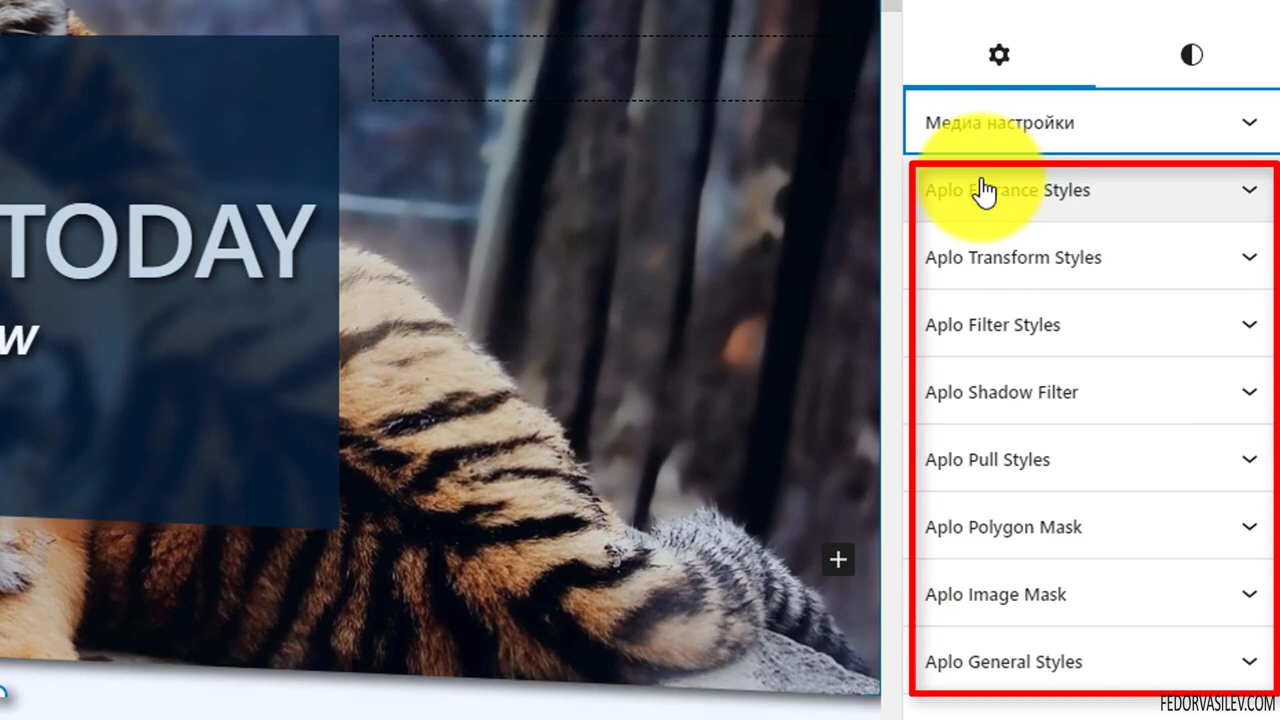 TODAY
w
Медиа настройки
Aplo Entrance Styles
Aplo Transform Styles
Aplo Filter Styles
Aplo Shadow Filter
Aplo Pull Styles
Aplo Polygon Mask
Aplo Image Mask
Aplo General Styles
FEDORVASILEV.COM